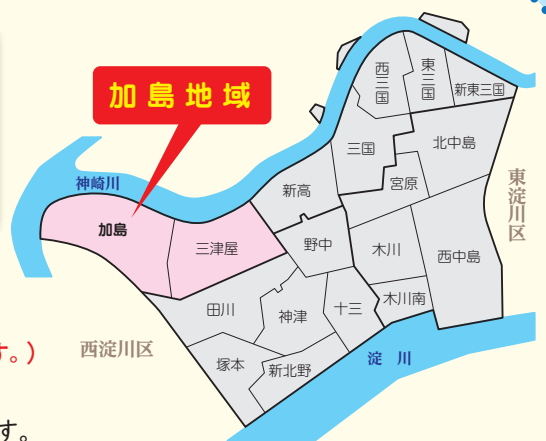 加島地域
神崎川
西三国
東三国
新東三国
三国
北中島
宮原
新高
東淀川区
加島
三津屋
野中
木川
西中島
田川
神津
十三
木川南
西淀川区
塚本
新北野
淀川
す。)
す。